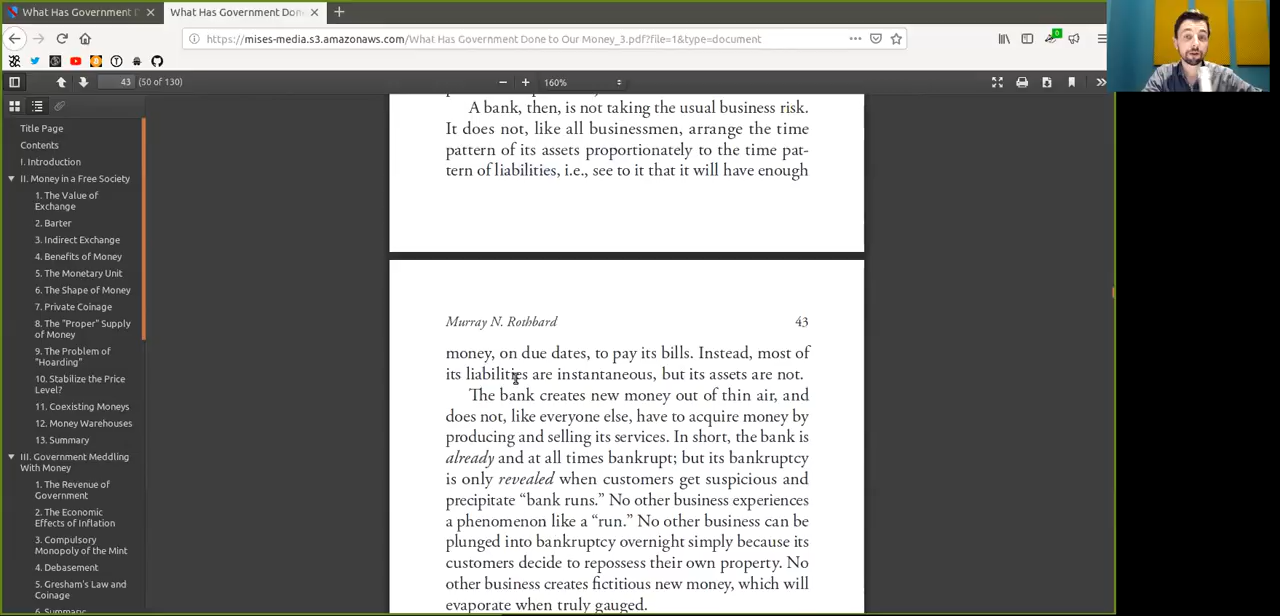 What Has Government I
What Has Government Don
https://mises-media.s3.amazonaws.com/What Has Government Done to Our Money_3.pdf?file=1&type=document
0
43 (50 of 130)
160%
Title Page
Contents
I. Introduction
II. Money in a Free Society
1. The Value of
Exchange
2. Barter
3. Indirect Exchange
4. Benefits of Money
5. The Monetary Unit
6. The Shape of Money
7. Private Coinage
8. The "Proper" Supply
of Money
9. The Problem of
"Hoarding"
10. Stabilize the Price
Level?
11. Coexisting Moneys
12. Money Warehouses
13. Summary
III. Government Meddling
With Money
1. The Revenue of
Government
2. The Economic
Effects of Inflation
3. Compulsory
Monopoly of the Mint
4. Debasement
5. Gresham's Law and
Coinage
6. Summary:
A bank, then, is not taking the usual business risk.
It does not, like all businessmen, arrange the time
pattern of its assets proportionately to the time pat-
tern of liabilities, i.e., see to it that it will have enough
Murray N. Rothbard 43
money, on due dates, to pay its bills. Instead, most of
its liabilities are instantaneous, but its assets are not.
The bank creates new money out of thin air, and
does not, like everyone else, have to acquire money by
producing and selling its services. In short, the bank is
already and at all times bankrupt; but its bankruptcy
is only revealed when customers get suspicious and
precipitate “bank runs.” No other business experiences
a phenomenon like a “run.” No other business can be
plunged into bankruptcy overnight simply because its
customers decide to repossess their own property. No
other business creates fictitious new money, which will
evaporate when truly gauged.